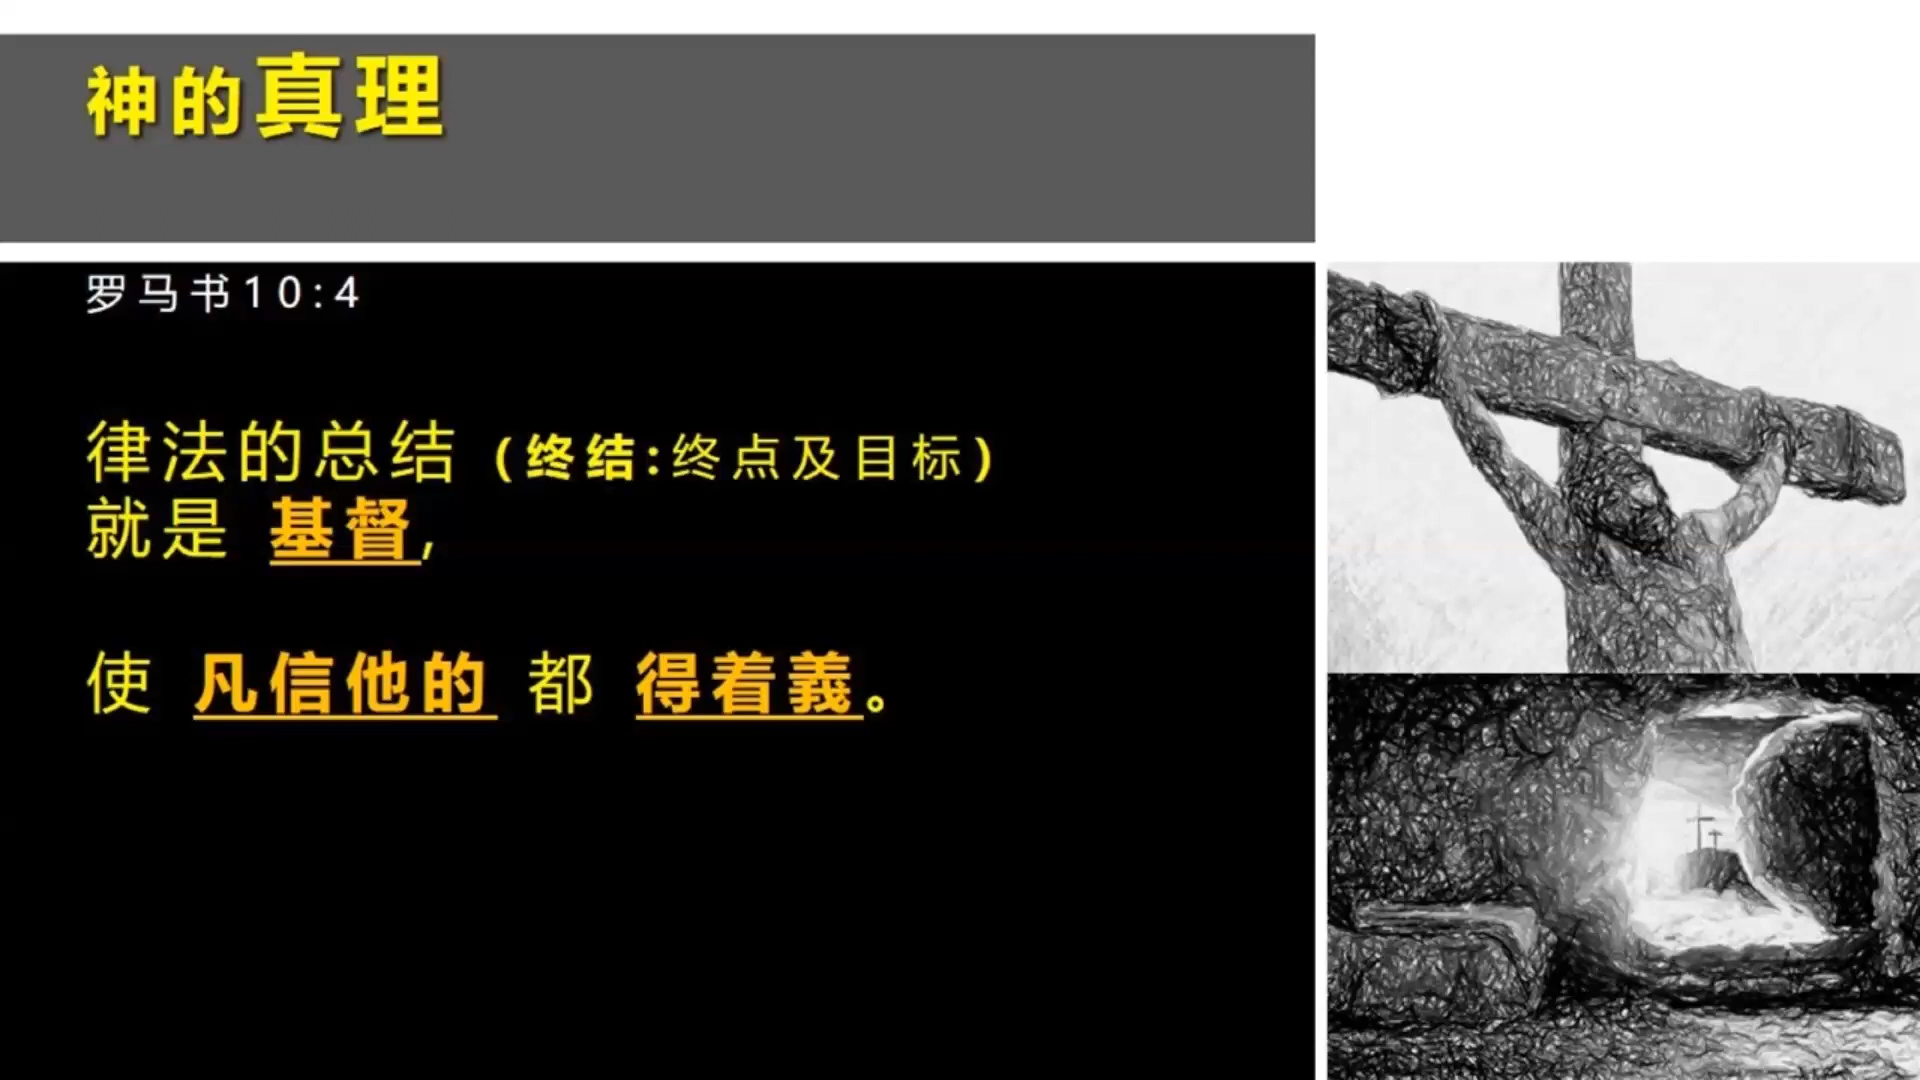 神的真理
罗马书10:4
律法的总结 (终结:终点及目标)
就是 基督,
使 凡信他的 都 得着義。